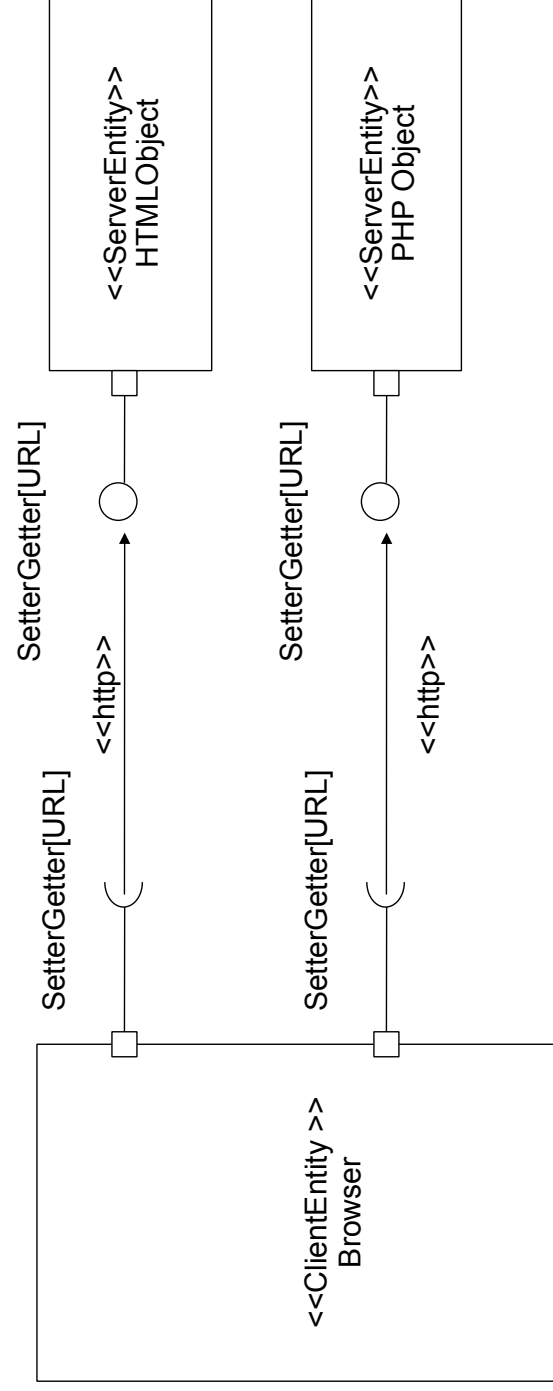 <<ClientEntity >>
Browser
SetterGetter[URL]
<<http>>
SetterGetter[URL]
<<ServerEntity>>
HTMLObject
SetterGetter[URL]
<<http>>
SetterGetter[URL]
<<ServerEntity>>
PHP Object